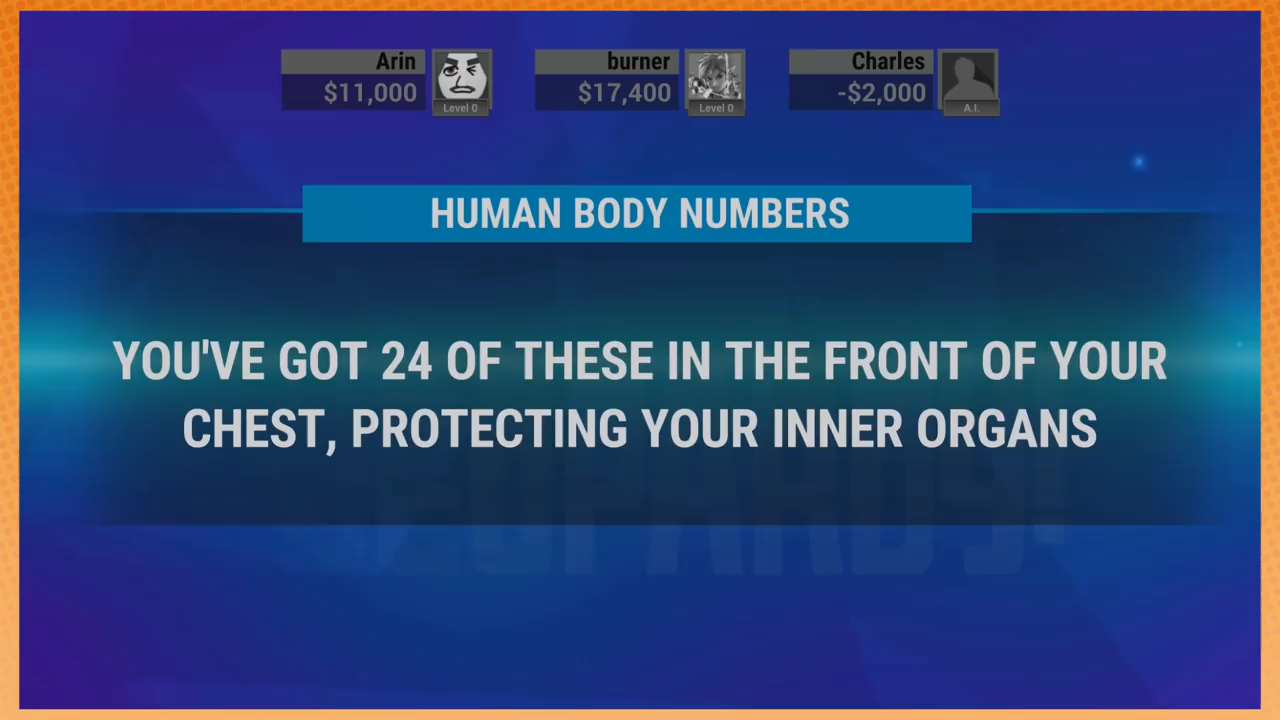 Arin
$11,000
Level 0
burner
$17,400
Level 0
Charles
-$2,000
A.I.
HUMAN BODY NUMBERS
YOU'VE GOT 24 OF THESE IN THE FRONT OF YOUR
CHEST, PROTECTING YOUR INNER ORGANS